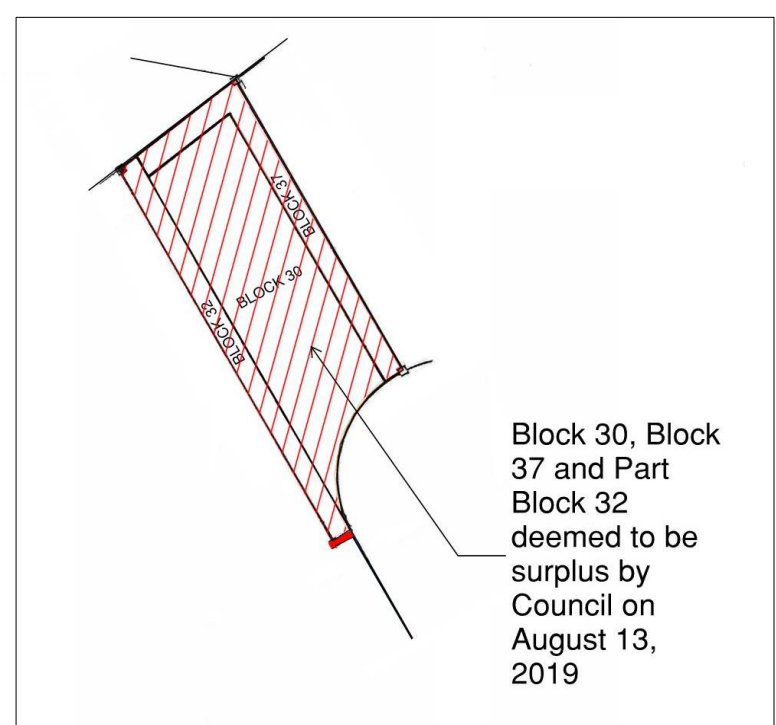 BLOCK 37
BLOCK 30
BLOCK 32
Block 30, Block
37 and Part
Block 32
deemed to be
surplus by
Council on
August 13,
2019